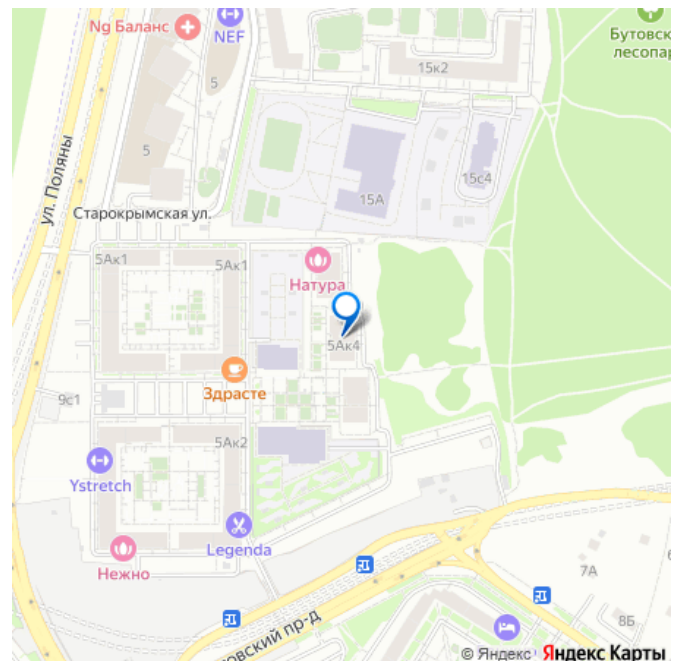 Ng Баланс
NEF
Бутовск
лесопар
15к2
5
5
15с4
15А
ул. Поляны
Старокрымская ул.
5Ак1
5Ак1
Натура
5Ак4
Здрасте
9с1
5Ак2
Ystretch
Legenda
Нежно
7А
8Б
овский пр-д
© Яндекс
Яндекс Карты